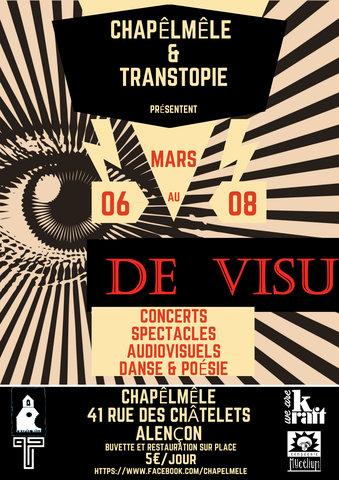 CHAPÊLMÊLE
&
TRANSTOPIE
PRÉSENTENT
MARS
06 AU 08
DE VISU
CONCERTS
SPECTACLES
AUDIOVISUELS
DANSE & POÉSIE
CHAPÊLMÊLE
41 RUE DES CHÂTELETS
ALENÇON
BUVETTE ET RESTAURATION SUR PLACE
5€/JOUR
HTTPS://WWW.FACEBOOK.COM/CHAPELMELE
we are
kraft
Mycelium